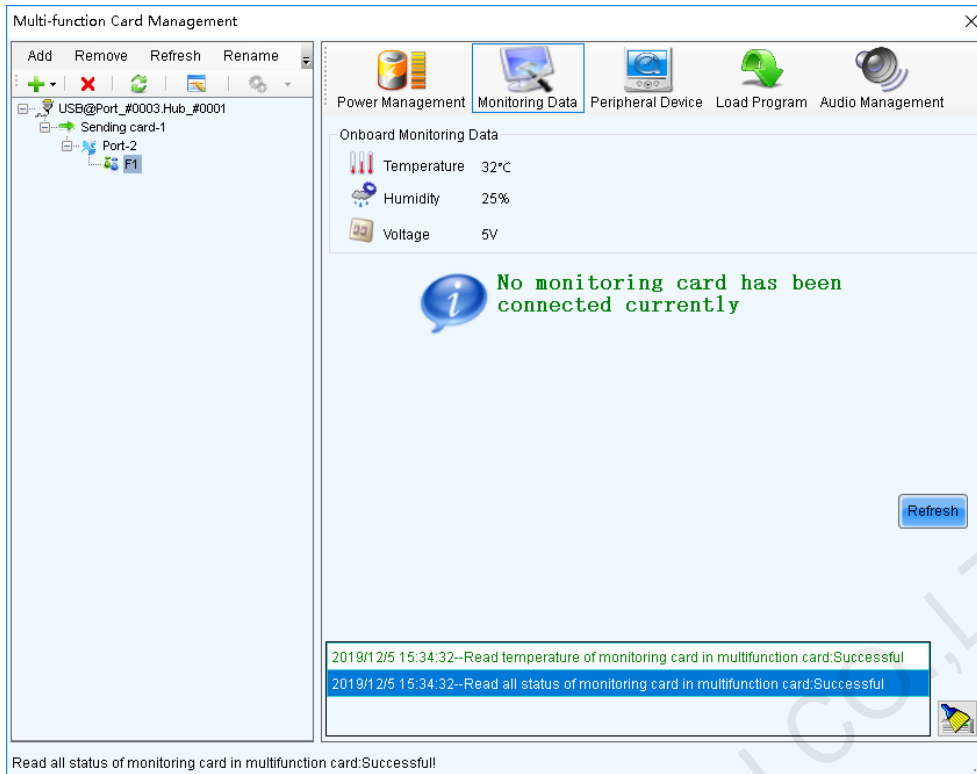 Multi-function Card Management
Add Remove Refresh Rename
USB@Port_#0003.Hub_#0001
Sending card-1
Port-2
F1
Power Management Monitoring Data Peripheral Device Load Program Audio Management
Onboard Monitoring Data
Temperature 32°C
Humidity 25%
Voltage 5V
No monitoring card has been
connected currently
Refresh
2019/12/5 15:34:32--Read temperature of monitoring card in multifunction card:Successful
2019/12/5 15:34:32--Read all status of monitoring card in multifunction card:Successful
Read all status of monitoring card in multifunction card:Successful!
CO.,L